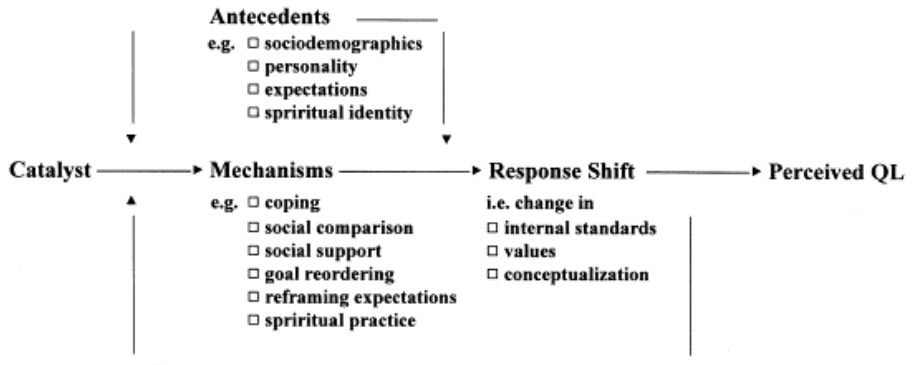 Antecedents
e.g. □ sociodemographics
□ personality
□ expectations
□ spriritual identity
Catalyst
Mechanisms
Response Shift
Perceived QL
e.g. □ coping
□ social comparison
□ social support
□ goal reordering
□ reframing expectations
□ spriritual practice
i.e. change in
□ internal standards
□ values
□ conceptualization